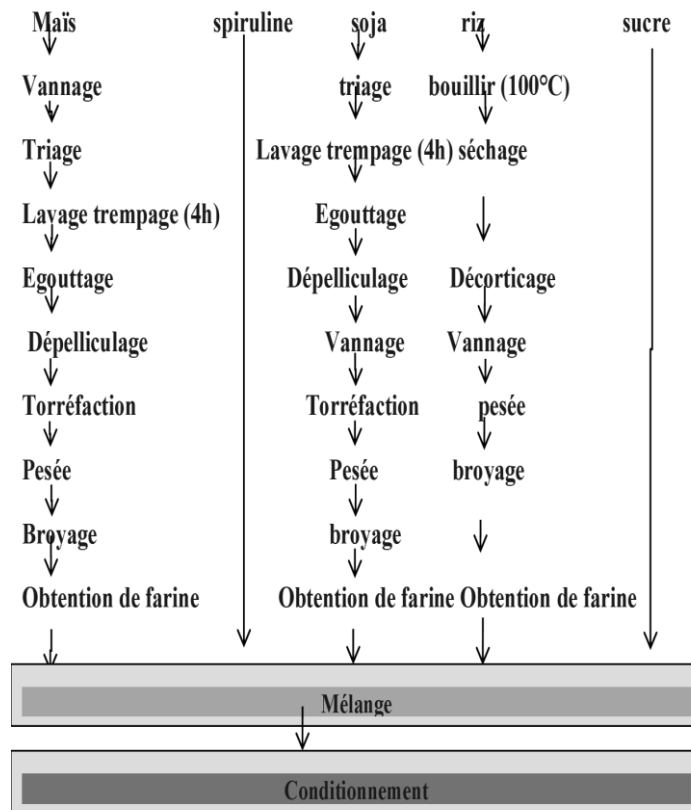 Maïs spiruline soja riz sucre
Vannage triage bouillir (100°C)
Triage Lavage trempage (4h) séchage
Lavage trempage (4h) Egouttage
Egouttage Dépelliculage Décorticage
Dépelliculage Vannage Vannage
Torréfaction Torréfaction pesée
Pesée Pesée broyage
Broyage broyage
Obtention de farine Obtention de farine Obtention de farine
Mélange
Conditionnement